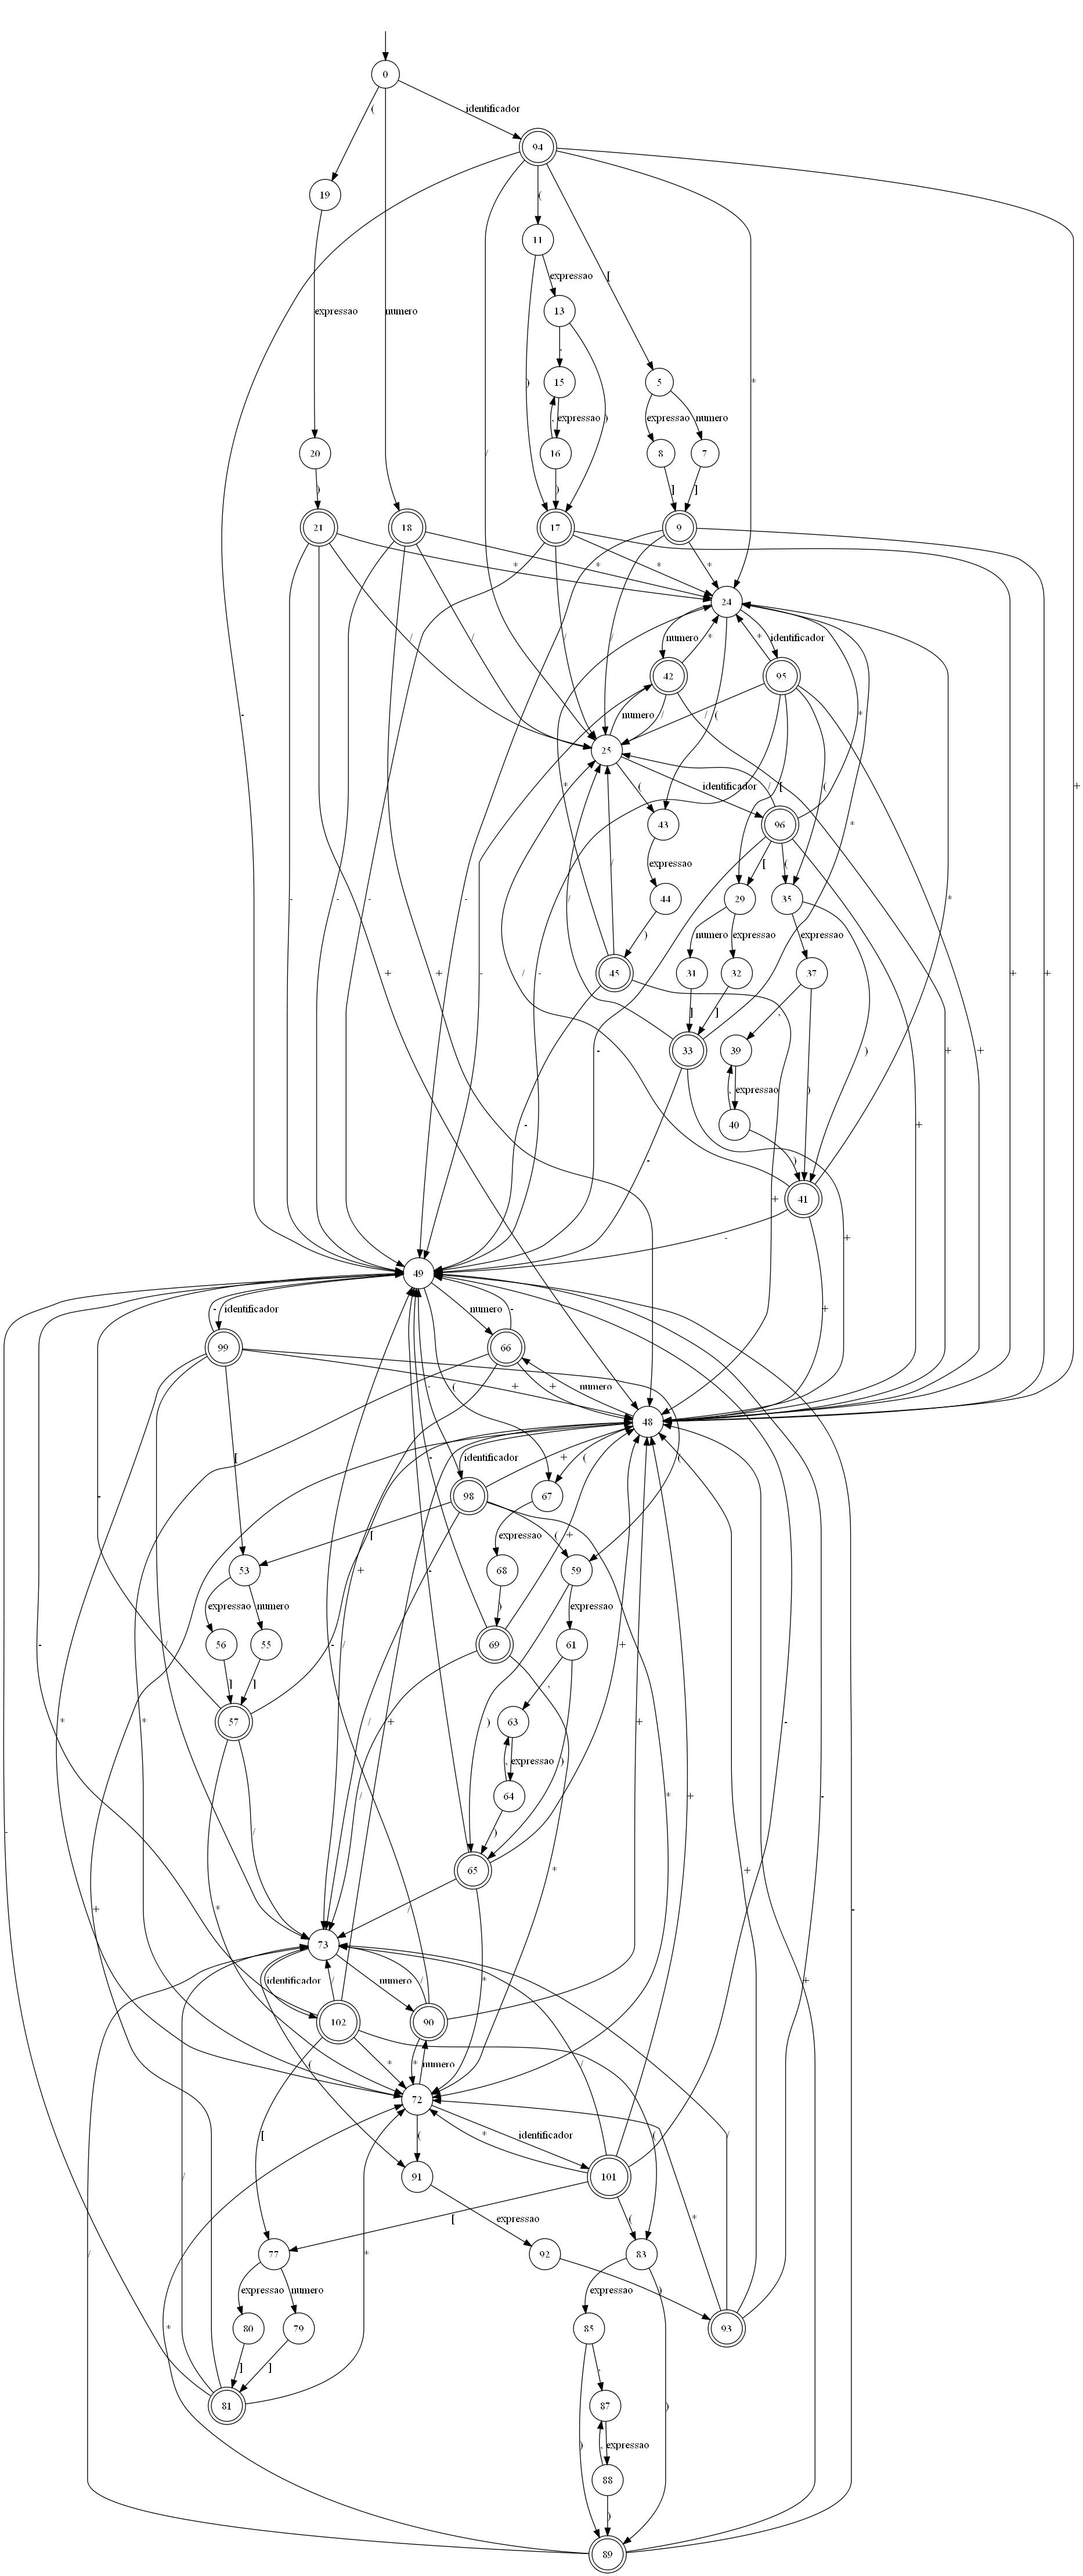 0
( identificador
94
19
11
expressao [
13
expressao numero , ) *
15 5
) , expressao expressao numero
20 16 8 7
) ) ] ]
21 18 17 9
* * * *
24
/ / / / numero * * identificador
42 95
- numero / / (
25
- - - - ( identificador / [ ( *
43 96
expressao [ ( *
44 29 35
) numero expressao expressao
45 31 32 37
+ + - / / - ] ] , ) + +
33 39
, expressao
- - 40
) )
41
- + + + + + + *
49
- identificador numero -
99 66
- ( + + numero
48
[ identificador + ( (
98 67
[ expressao ( +
53 68 59
expressao numero ) expressao
56 55 69 61
- - ] ] + / - + , )
57 63
* / * / / + / , expressao
64
) )
65
+ / * * * + -
73
identificador numero /
102 90
/ * * numero
72
( ( identificador * / (
91 101
[ expressao [ ( * + - /
77 92 83
expressao numero expressao ) )
80 79 85 93
] ] ,
81 87
/ * * / , expressao
88
) ) )
89